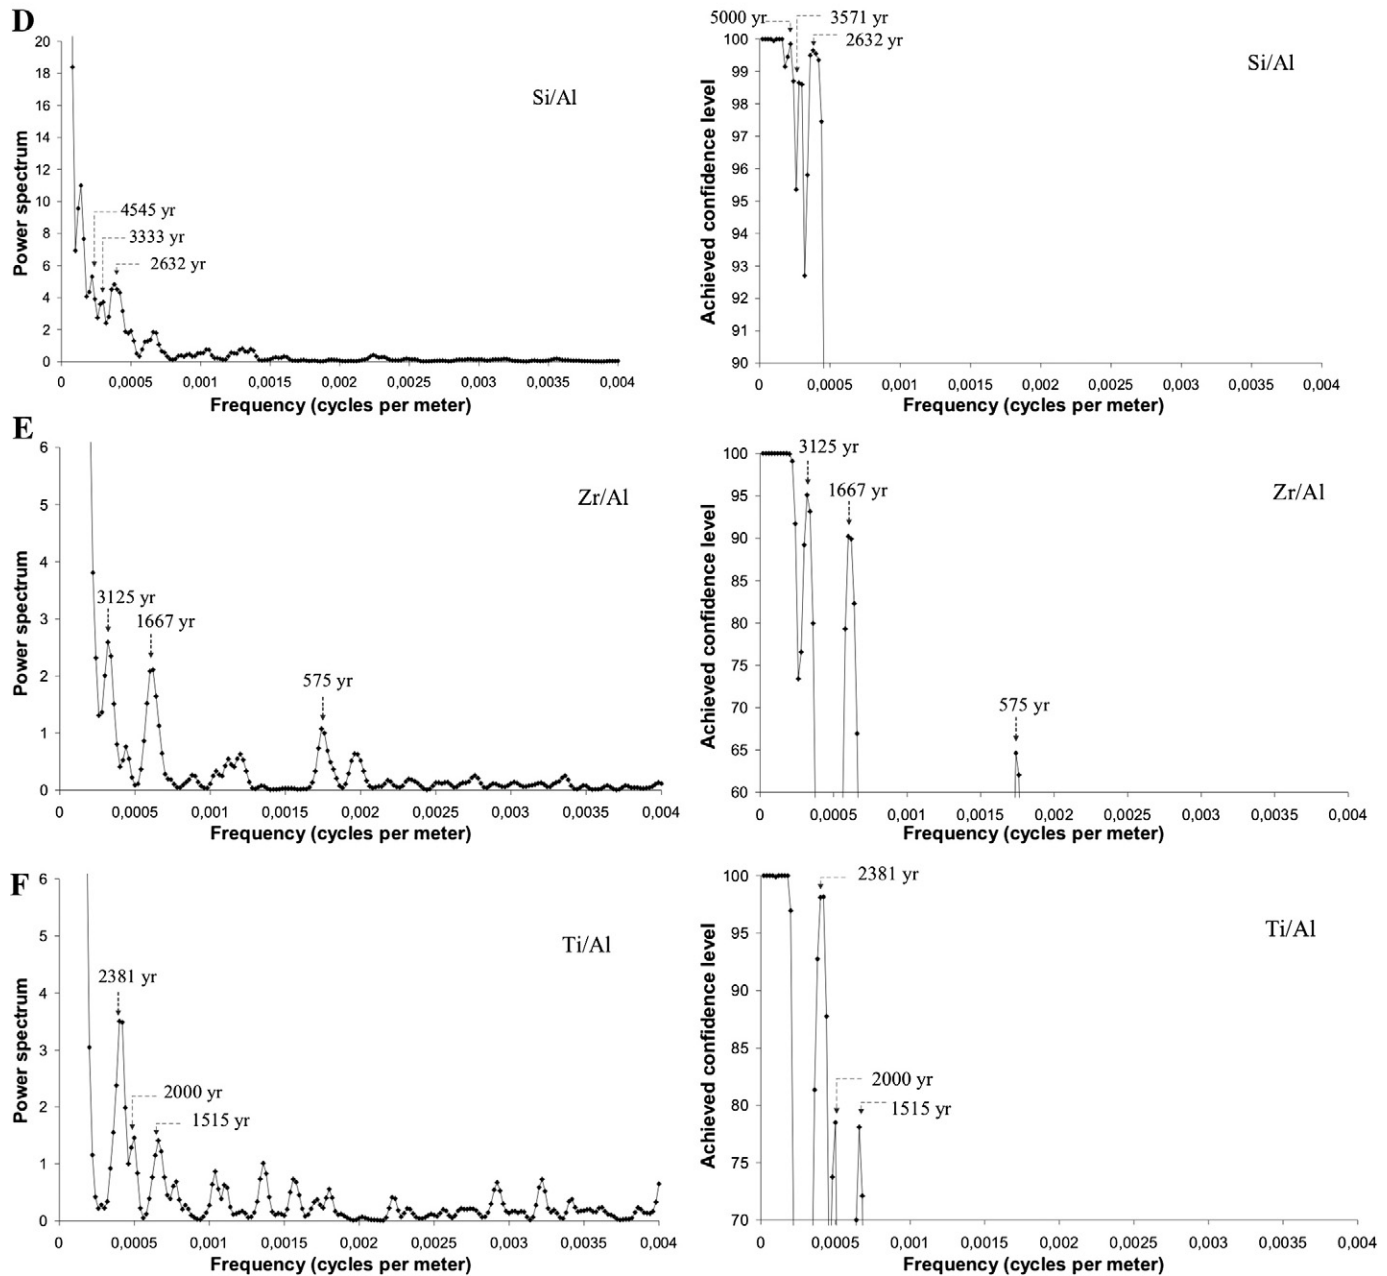 D
20
18
16
14
12
10
8
6
4
2
0
Power spectrum
Si/Al
4545 yr
3333 yr
2632 yr
0 0,0005 0,001 0,0015 0,002 0,0025 0,003 0,0035 0,004
Frequency (cycles per meter)
5000 yr 3571 yr
2632 yr
100
99
98
97
96
95
94
93
92
91
90
Achieved confidence level
Si/Al
0 0,0005 0,001 0,0015 0,002 0,0025 0,003 0,0035 0,004
Frequency (cycles per meter)
E
6
5
4
3
2
1
0
Power spectrum
Zr/Al
3125 yr
1667 yr
575 yr
0 0,0005 0,001 0,0015 0,002 0,0025 0,003 0,0035 0,004
Frequency (cycles per meter)
3125 yr
1667 yr
575 yr
100
95
90
85
80
75
70
65
60
Achieved confidence level
Zr/Al
0 0,0005 0,001 0,0015 0,002 0,0025 0,003 0,0035 0,004
Frequency (cycles per meter)
F
6
5
4
3
2
1
0
Power spectrum
Ti/Al
2381 yr
2000 yr
1515 yr
0 0,0005 0,001 0,0015 0,002 0,0025 0,003 0,0035 0,004
Frequency (cycles per meter)
2381 yr
2000 yr
1515 yr
100
95
90
85
80
75
70
Achieved confidence level
Ti/Al
0 0,0005 0,001 0,0015 0,002 0,0025 0,003 0,0035 0,004
Frequency (cycles per meter)